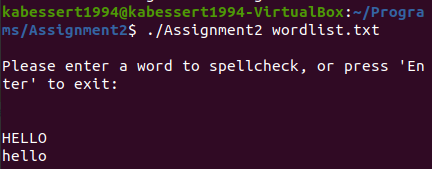 kabessert1994@kabessert1994-VirtualBox:~/Progra
ms/Assignment2$ ./Assignment2 wordlist.txt
Please enter a word to spellcheck, or press 'En
ter' to exit:
HELLO
hello